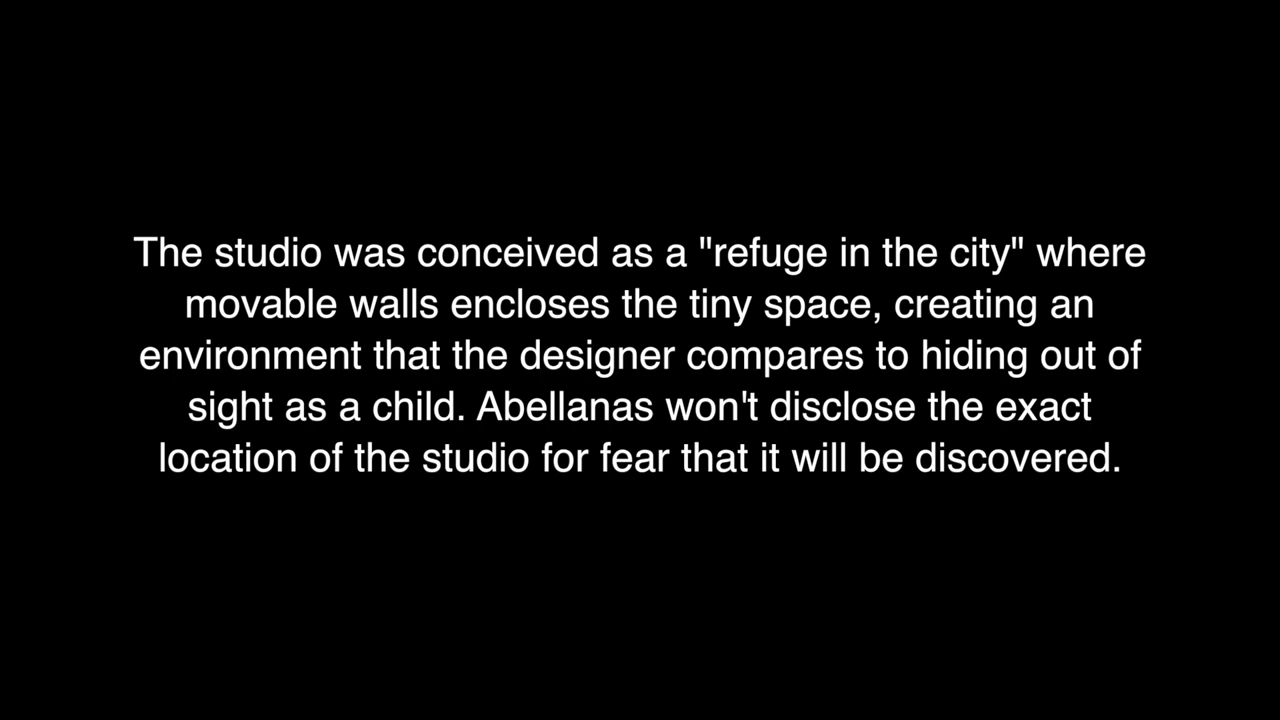 The studio was conceived as a "refuge in the city" where
movable walls encloses the tiny space, creating an
environment that the designer compares to hiding out of
sight as a child. Abellanas won't disclose the exact
location of the studio for fear that it will be discovered.